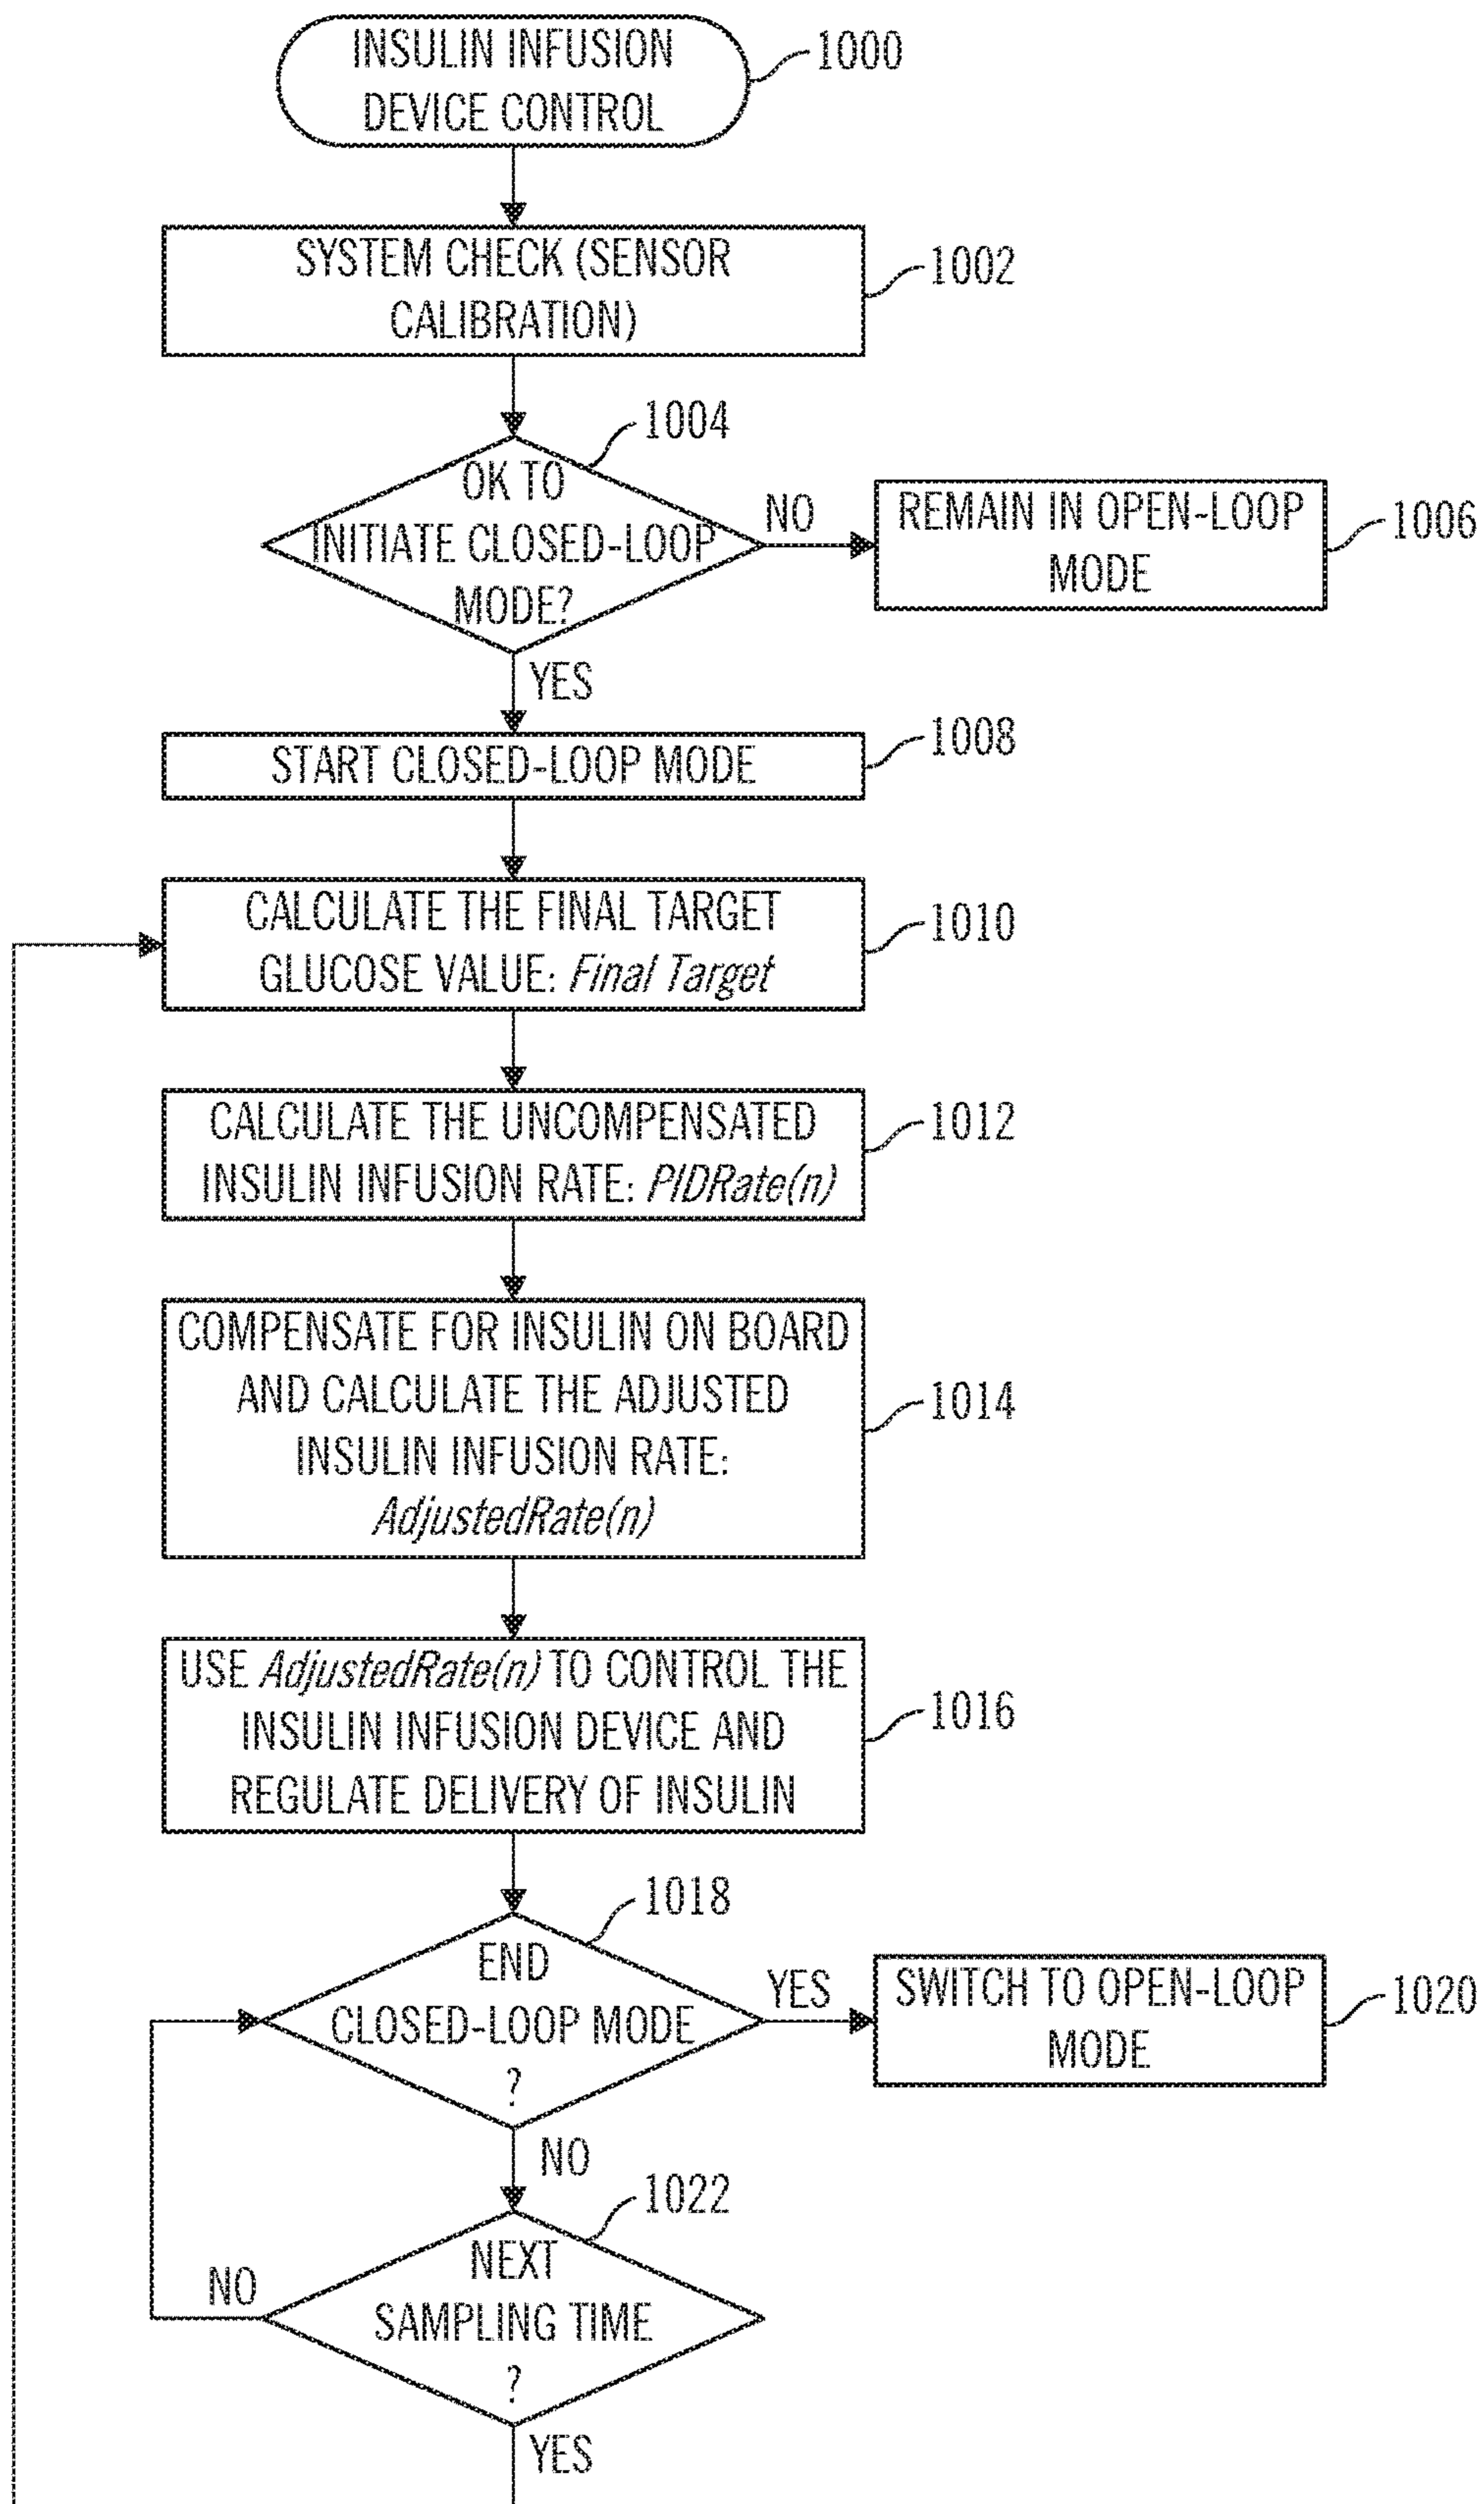 INSULIN INFUSION
DEVICE CONTROL
1000
SYSTEM CHECK (SENSOR
CALIBRATION)
1002
1004
OK TO
INITIATE CLOSED-LOOP
MODE?
NO
REMAIN IN OPEN-LOOP
MODE
1006
YES
START CLOSED-LOOP MODE
1008
CALCULATE THE FINAL TARGET
GLUCOSE VALUE: Final Target
1010
CALCULATE THE UNCOMPENSATED
INSULIN INFUSION RATE: PIDRate(n)
1012
COMPENSATE FOR INSULIN ON BOARD
AND CALCULATE THE ADJUSTED
INSULIN INFUSION RATE:
AdjustedRate(n)
1014
USE AdjustedRate(n) TO CONTROL THE
INSULIN INFUSION DEVICE AND
REGULATE DELIVERY OF INSULIN
1016
1018
END
CLOSED-LOOP MODE
?
YES
SWITCH TO OPEN-LOOP
MODE
1020
NO
1022
NEXT
SAMPLING TIME
?
NO
YES